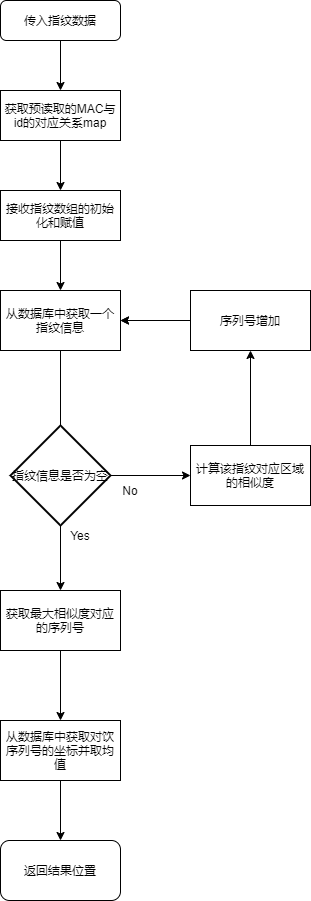 传入指纹数据
获取预读取的MAC与
id的对应关系map
接收指纹数组的初始
化和赋值
从数据库中获取一个
指纹信息
序列号增加
指纹信息是否为空
No
计算该指纹对应区域
的相似度
Yes
获取最大相似度对应
的序列号
从数据库中获取对饮
序列号的坐标并取均
值
返回结果位置